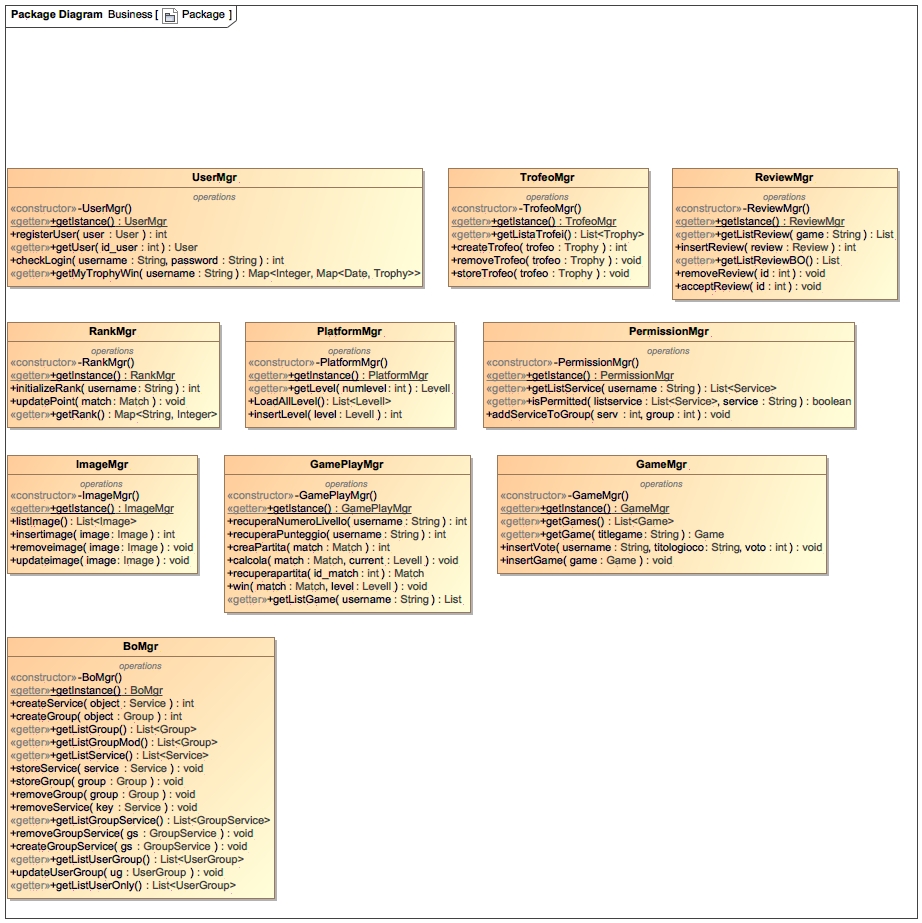 Package Diagram Business [ Package ]
UserMgr
operations
«constructor»-UserMgr()
«getter»+getIstance() : UserMgr
+registerUser( user : User ) : int
«getter»+getUser( id_user : int ) : User
+checkLogin( username : String, password : String ) : int
«getter»+getMyTrophyWin( username : String ) : Map<Integer, Map<Date, Trophy>>
TrofeoMgr
operations
«constructor»-TrofeoMgr()
«getter»+getIstance() : TrofeoMgr
«getter»+getListaTrofei() : List<Trophy>
+createTrofeo( trofeo : Trophy ) : int
+removeTrofeo( trofeo : Trophy ) : void
+storeTrofeo( trofeo : Trophy ) : void
ReviewMgr
operations
«constructor»-ReviewMgr()
«getter»+getIstance() : ReviewMgr
«getter»+getListReview( game : String ) : List
+insertReview( review : Review ) : int
«getter»+getListReviewBO() : List
+removeReview( id : int ) : void
+acceptReview( id : int ) : void
RankMgr
operations
«constructor»-RankMgr()
«getter»+getInstance() : RankMgr
+initializeRank( username : String ) : int
+updatePoint( match : Match ) : void
«getter»+getRank() : Map<String, Integer>
PlatformMgr
operations
«constructor»-PlatformMgr()
«getter»+getInstance() : PlatformMgr
«getter»+getLevel( numlevel : int ) : Levell
+LoadAllLevel() : List<Levell>
+insertLevel( level : Levell ) : int
PermissionMgr
operations
«constructor»-PermissionMgr()
«getter»+getIstance() : PermissionMgr
«getter»+getListService( username : String ) : List<Service>
«getter»+isPermitted( listservice : List<Service>, service : String ) : boolean
+addServiceToGroup( serv : int, group : int ) : void
ImageMgr
operations
«constructor»-ImageMgr()
«getter»+getInstance() : ImageMgr
+listImage() : List<Image>
+insertimage( image : Image ) : int
+removeimage( image : Image ) : void
+updateimage( image : Image ) : void
GamePlayMgr
operations
«constructor»-GamePlayMgr()
«getter»+getIstance() : GamePlayMgr
+recuperaNumeroLivello( username : String ) : int
+recuperaPunteggio( username : String ) : int
+creaPartita( match : Match ) : int
+calcola( match : Match, current : Levell ) : void
+recuperapartita( id_match : int ) : Match
+win( match : Match, level : Levell ) : void
«getter»+getListGame( username : String ) : List
GameMgr
operations
«constructor»-GameMgr()
«getter»+getInstance() : GameMgr
«getter»+getGames() : List<Game>
«getter»+getGame( titlegame : String ) : Game
+insertVote( username : String, titologioco : String, voto : int ) : void
+insertGame( game : Game ) : void
BoMgr
operations
«constructor»-BoMgr()
«getter»+getInstance() : BoMgr
+createService( object : Service ) : int
+createGroup( object : Group ) : int
«getter»+getListGroup() : List<Group>
«getter»+getListGroupMod() : List<Group>
«getter»+getListService() : List<Service>
+storeService( service : Service ) : void
+storeGroup( group : Group ) : void
+removeGroup( group : Group ) : void
+removeService( key : Service ) : void
«getter»+getListGroupService() : List<GroupService>
+removeGroupService( gs : GroupService ) : void
+createGroupService( gs : GroupService ) : void
«getter»+getListUserGroup() : List<UserGroup>
+updateUserGroup( ug : UserGroup ) : void
«getter»+getListUserOnly() : List<UserGroup>